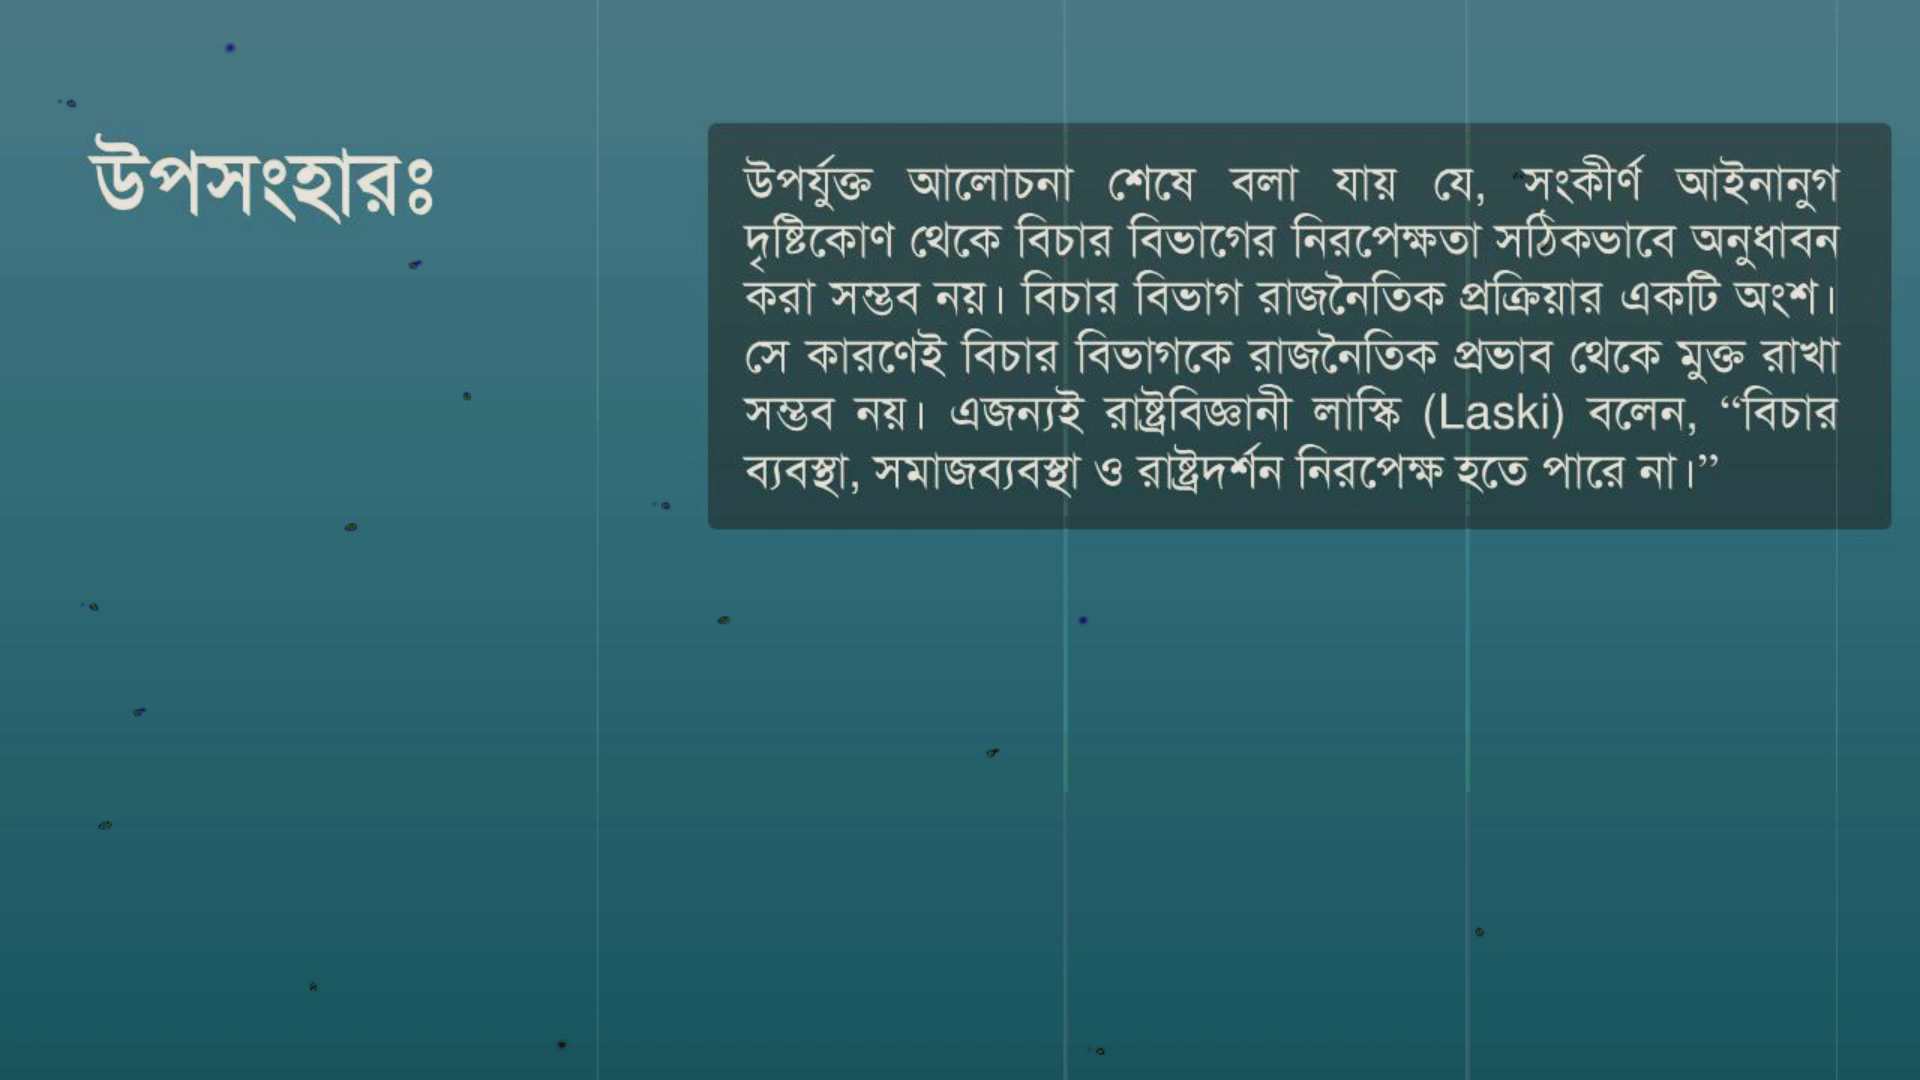 উপসংহারঃ
উপর্যুক্ত আলোচনা শেষে বলা যায় যে, সংকীর্ণ আইনানুগ
দৃষ্টিকোণ থেকে বিচার বিভাগের নিরপেক্ষতা সঠিকভাবে অনুধাবন
করা সম্ভব নয়। বিচার বিভাগ রাজনৈতিক প্রক্রিয়ার একটি অংশ।
সে কারণেই বিচার বিভাগকে রাজনৈতিক প্রভাব থেকে মুক্ত রাখা
সম্ভব নয়। এজন্যই রাষ্ট্রবিজ্ঞানী লাস্কি (Laski) বলেন, “বিচার
ব্যবস্থা, সমাজব্যবস্থা ও রাষ্ট্রদর্শন নিরপেক্ষ হতে পারে না।”